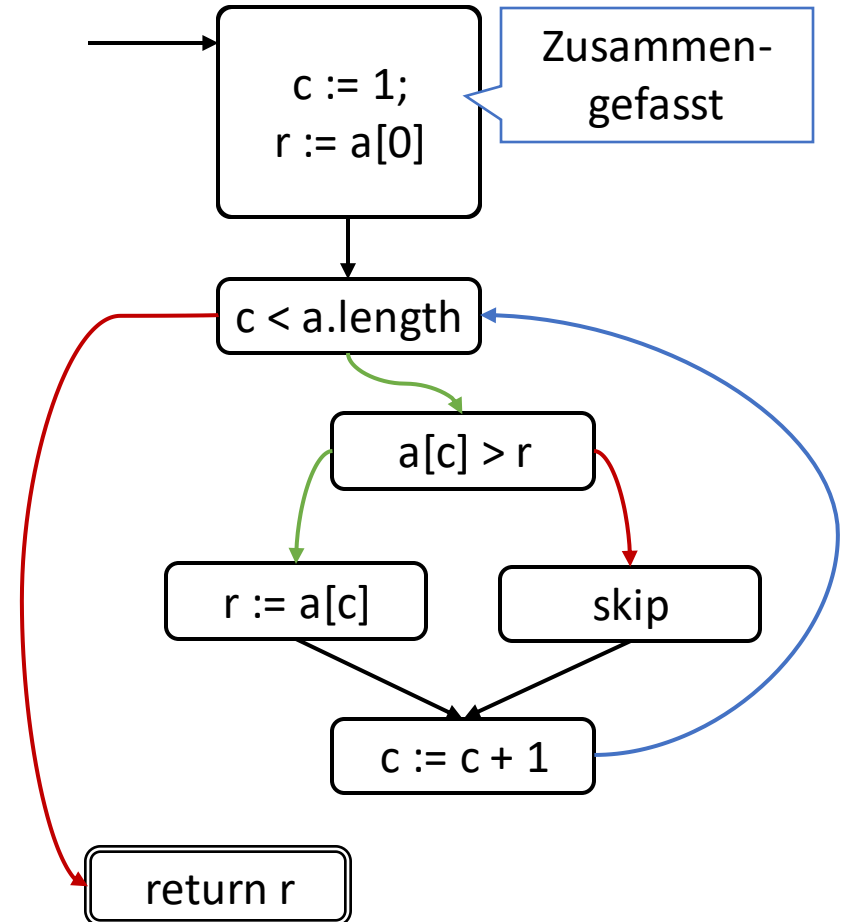 c := 1;
r := a[0]
Zusammen-
gefasst
c < a.length
a[c] > r
r := a[c]
skip
c := c + 1
return r